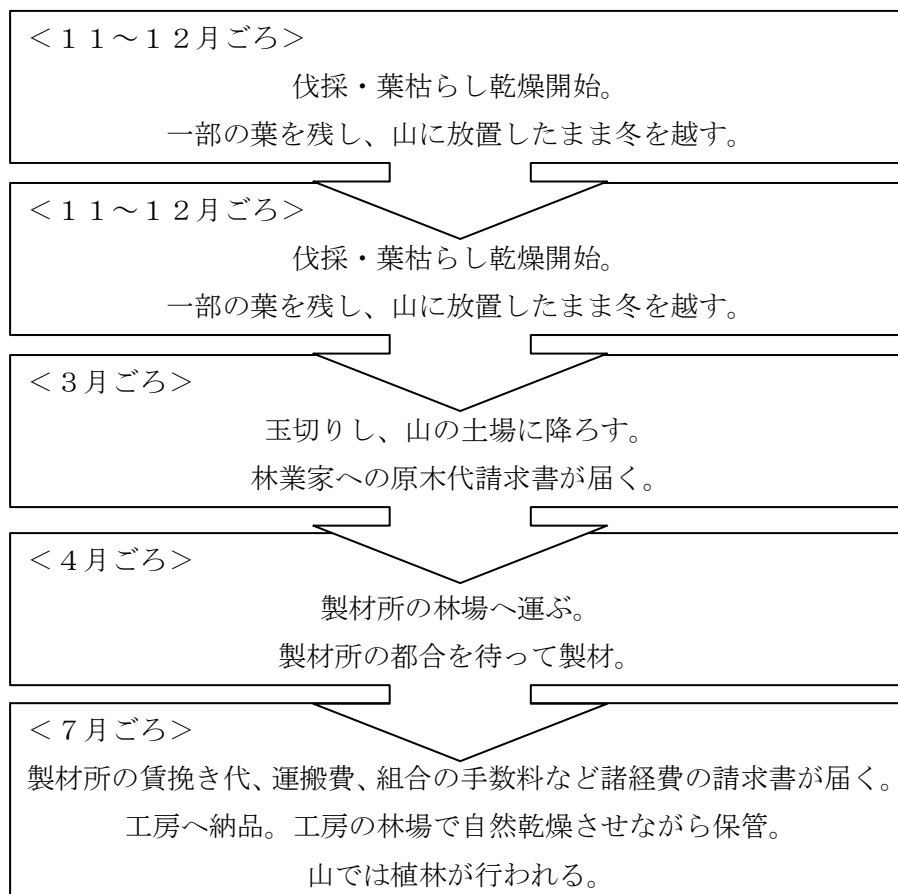 ＜１１～１２月ごろ＞
伐採・葉枯らし乾燥開始。
一部の葉を残し、山に放置したまま冬を越す。
＜１１～１２月ごろ＞
伐採・葉枯らし乾燥開始。
一部の葉を残し、山に放置したまま冬を越す。
＜３月ごろ＞
玉切りし、山の土場に降ろす。
林業家への原木代請求書が届く。
＜４月ごろ＞
製材所の林場へ運ぶ。
製材所の都合を待って製材。
＜７月ごろ＞
製材所の賃挽き代、運搬費、組合の手数料など諸経費の請求書が届く。
工房へ納品。工房の林場で自然乾燥させながら保管。
山では植林が行われる。